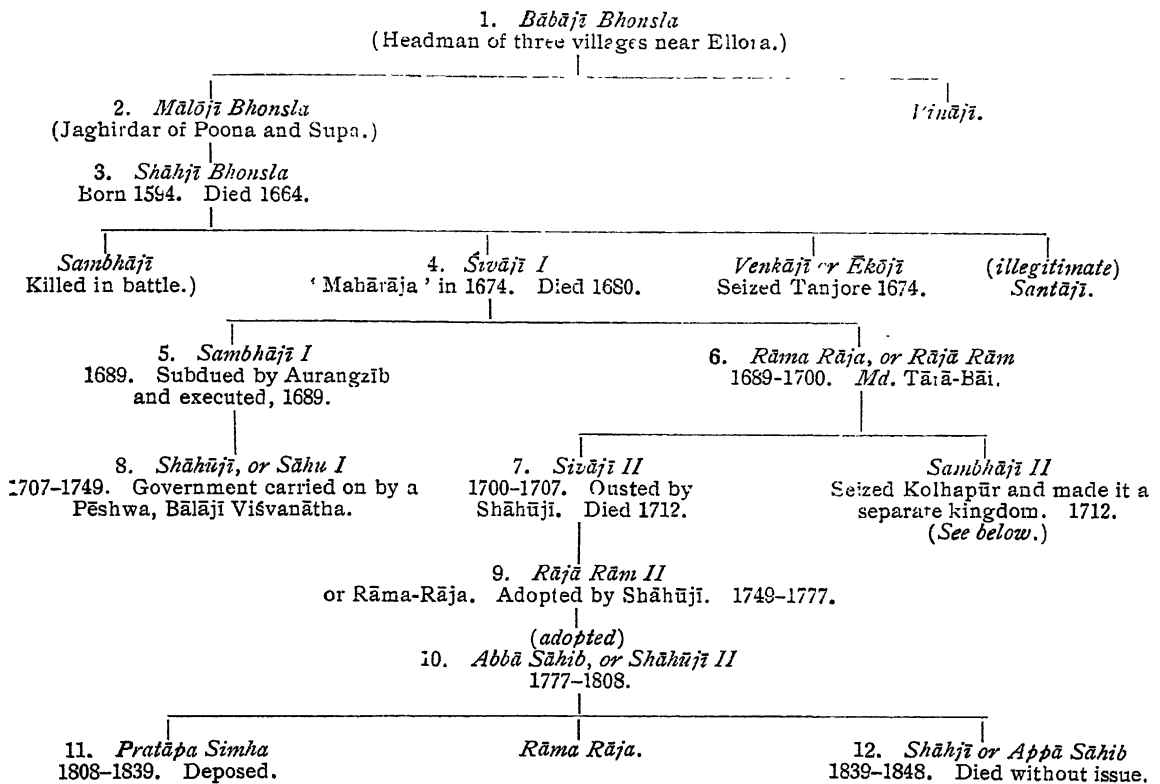 1. Bābājī Bhonsla
(Headman of three villages near Ellora.)
2. Mālōjī Bhonsla
Vināji.
(Jaghirdar of Poona and Supa.)
3. Shāhjī Bhonsla
Born 1594. Died 1664.
Sambhājī
4. Śivājī I
Venkājī or Ēkōjī
(illegitimate)
Killed in battle.)
‘ Mahārāja ’ in 1674. Died 1680.
Seized Tanjore 1674.
Santājī.
5. Sambhājī I
6. Rāma Rāja, or Rājā Rām
1689. Subdued by Aurangzīb
1689-1700. Md. Tārā-Bāi.
and executed, 1689.
8. Shāhūjī, or Sāhu I
7. Sivājī II
Sambhājī II
1707-1749. Government carried on by a
1700-1707. Ousted by
Seized Kolhapūr and made it a
Pēshwa, Bālājī Viśvanātha.
Shāhūjī. Died 1712.
separate kingdom. 1712.
(See below.)
9. Rājā Rām II
or Rāma-Rāja. Adopted by Shāhūjī. 1749-1777.
(adopted)
10. Abbā Sāhib, or Shāhūjī II
1777-1808.
11. Pratāpa Simha
Rāma Rāja.
12. Shāhjī or Appā Sāhib
1808-1839. Deposed.
1839-1848. Died without issue.